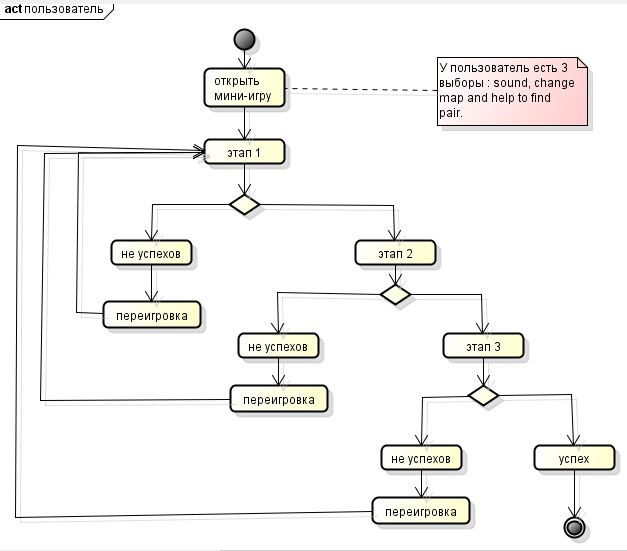 act пользователь
открыть
мини-игру
У пользователь есть 3
выборы : sound, change
map and help to find
pair.
этап 1
не успехов
этап 2
переигровка
не успехов
этап 3
переигровка
не успехов
успех
переигровка